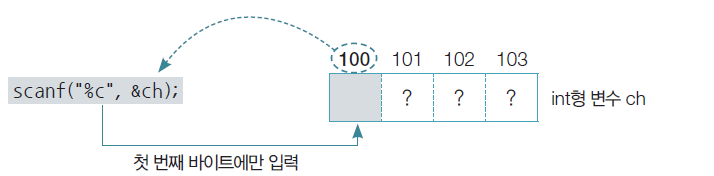 100 101 102 103
scanf("%c", &ch);
? ? ?
int형 변수 ch
첫 번째 바이트에만 입력